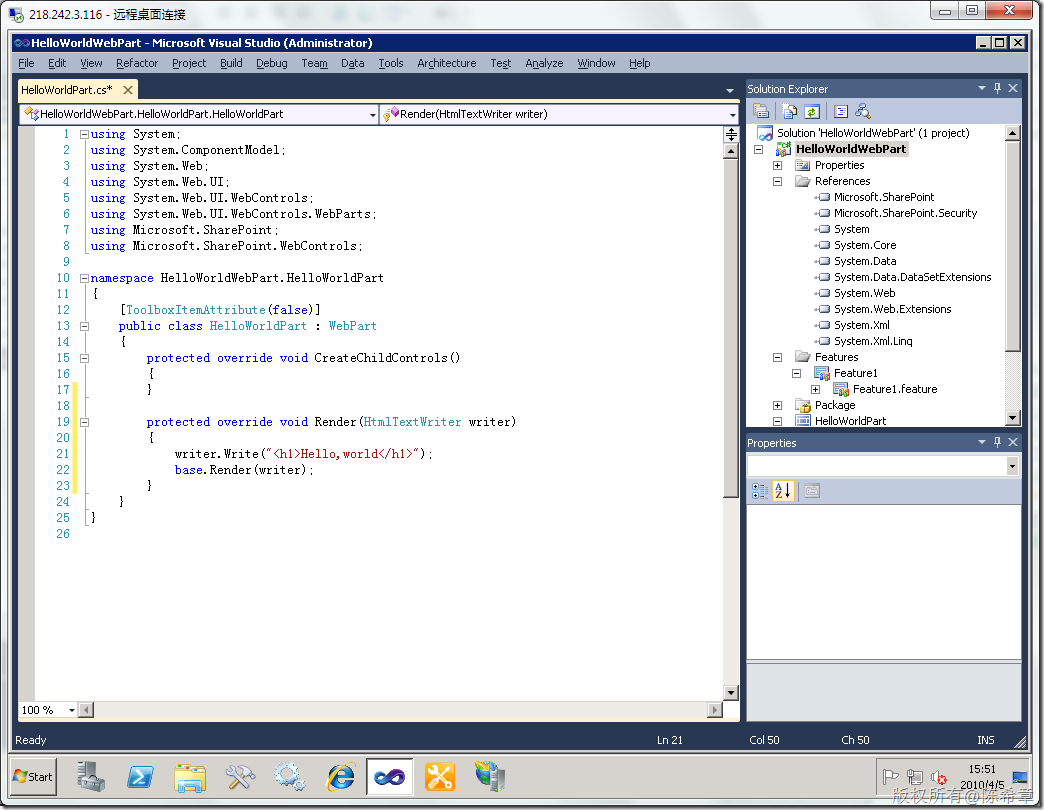 218.242.3.116 - 远程桌面连接
HelloWorldWebPart - Microsoft Visual Studio (Administrator)
File Edit View Refactor Project Build Debug Team Data Tools Architecture Test Analyze Window Help
HelloWorldPart.cs*
HelloWorldWebPart.HelloWorldPart.HelloWorldPart
Render(HtmlTextWriter writer)
1 using System;
2 using System.ComponentModel;
3 using System.Web;
4 using System.Web.UI;
5 using System.Web.UI.WebControls;
6 using System.Web.UI.WebControls.WebParts;
7 using Microsoft.SharePoint;
8 using Microsoft.SharePoint.WebControls;
9
10 namespace HelloWorldWebPart.HelloWorldPart
11 {
12 [ToolboxItemAttribute(false)]
13 public class HelloWorldPart : WebPart
14 {
15 protected override void CreateChildControls()
16 {
17 }
18
19 protected override void Render(HtmlTextWriter writer)
20 {
21 writer.Write("<h1>Hello,world</h1>");
22 base.Render(writer);
23 }
24 }
25 }
26
100 %
Solution Explorer
Solution 'HelloWorldWebPart' (1 project)
HelloWorldWebPart
Properties
References
Microsoft.SharePoint
Microsoft.SharePoint.Security
System
System.Core
System.Data
System.Data.DataSetExtensions
System.Web
System.Web.Extensions
System.Xml
System.Xml.Linq
Features
Feature1
Feature1.feature
Package
HelloWorldPart
Properties
Ready Ln 21 Col 50 Ch 50 INS
Start
15:51
2010/4/5
版权所有@陈希章